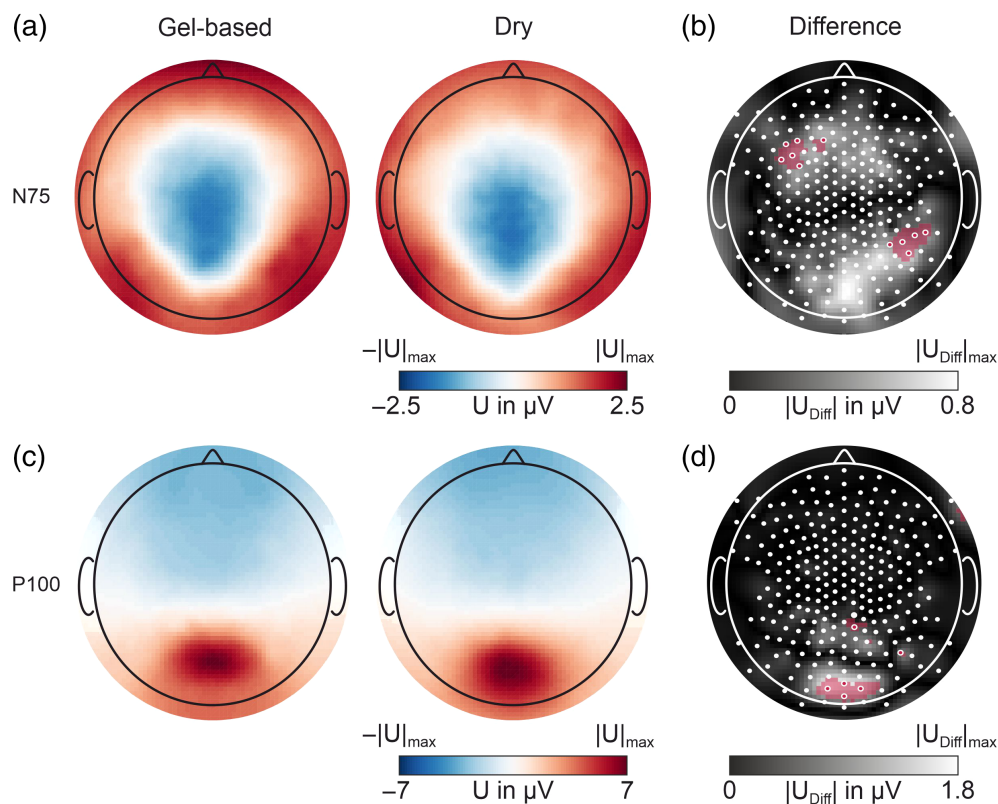 (a) Gel-based Dry (b) Difference
N75
–|U|max |U|max |UDiff|max
–2.5 U in µV 2.5 0 |UDiff| in µV 0.8
(c) (d)
P100
–|U|max |U|max |UDiff|max
–7 U in µV 7 0 |UDiff| in µV 1.8